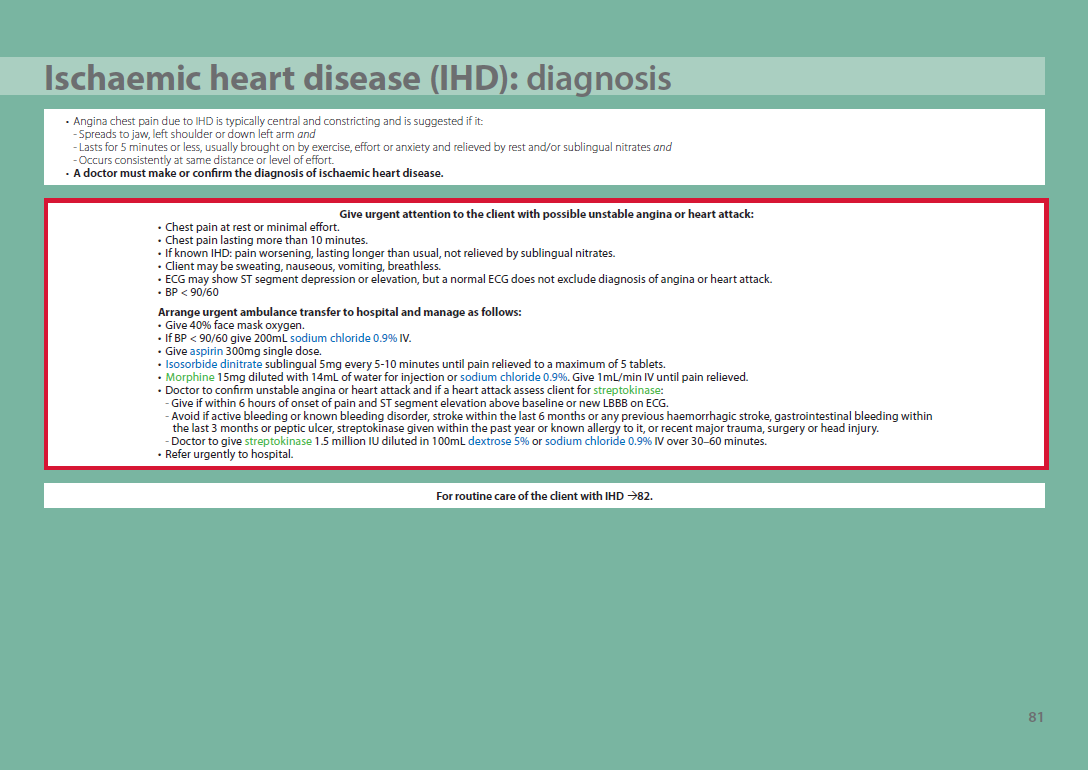 Ischaemic heart disease (IHD): diagnosis
• Angina chest pain due to IHD is typically central and constricting and is suggested if it:
- Spreads to jaw, left shoulder or down left arm and
- Lasts for 5 minutes or less, usually brought on by exercise, effort or anxiety and relieved by rest and/or sublingual nitrates and
- Occurs consistently at same distance or level of effort.
• A doctor must make or confirm the diagnosis of ischaemic heart disease.
Give urgent attention to the client with possible unstable angina or heart attack:
• Chest pain at rest or minimal effort.
• Chest pain lasting more than 10 minutes.
• If known IHD: pain worsening, lasting longer than usual, not relieved by sublingual nitrates.
• Client may be sweating, nauseous, vomiting, breathless.
• ECG may show ST segment depression or elevation, but a normal ECG does not exclude diagnosis of angina or heart attack.
• BP < 90/60
Arrange urgent ambulance transfer to hospital and manage as follows:
• Give 40% face mask oxygen.
• If BP < 90/60 give 200mL sodium chloride 0.9% IV.
• Give aspirin 300mg single dose.
• Isosorbide dinitrate sublingual 5mg every 5-10 minutes until pain relieved to a maximum of 5 tablets.
• Morphine 15mg diluted with 14mL of water for injection or sodium chloride 0.9%. Give 1mL/min IV until pain relieved.
• Doctor to confirm unstable angina or heart attack and if a heart attack assess client for streptokinase:
- Give if within 6 hours of onset of pain and ST segment elevation above baseline or new LBBB on ECG.
- Avoid if active bleeding or known bleeding disorder, stroke within the last 6 months or any previous haemorrhagic stroke, gastrointestinal bleeding within
the last 3 months or peptic ulcer, streptokinase given within the past year or known allergy to it, or recent major trauma, surgery or head injury.
- Doctor to give streptokinase 1.5 million IU diluted in 100mL dextrose 5% or sodium chloride 0.9% IV over 30–60 minutes.
• Refer urgently to hospital.
For routine care of the client with IHD →82.
81